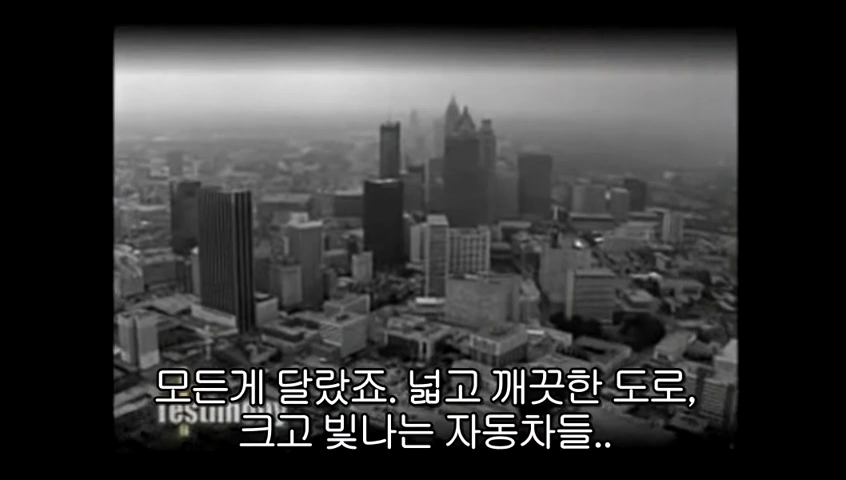 모든게 달랐죠. 넓고 깨끗한 도로,
크고 빛나는 자동차들..
Testimony